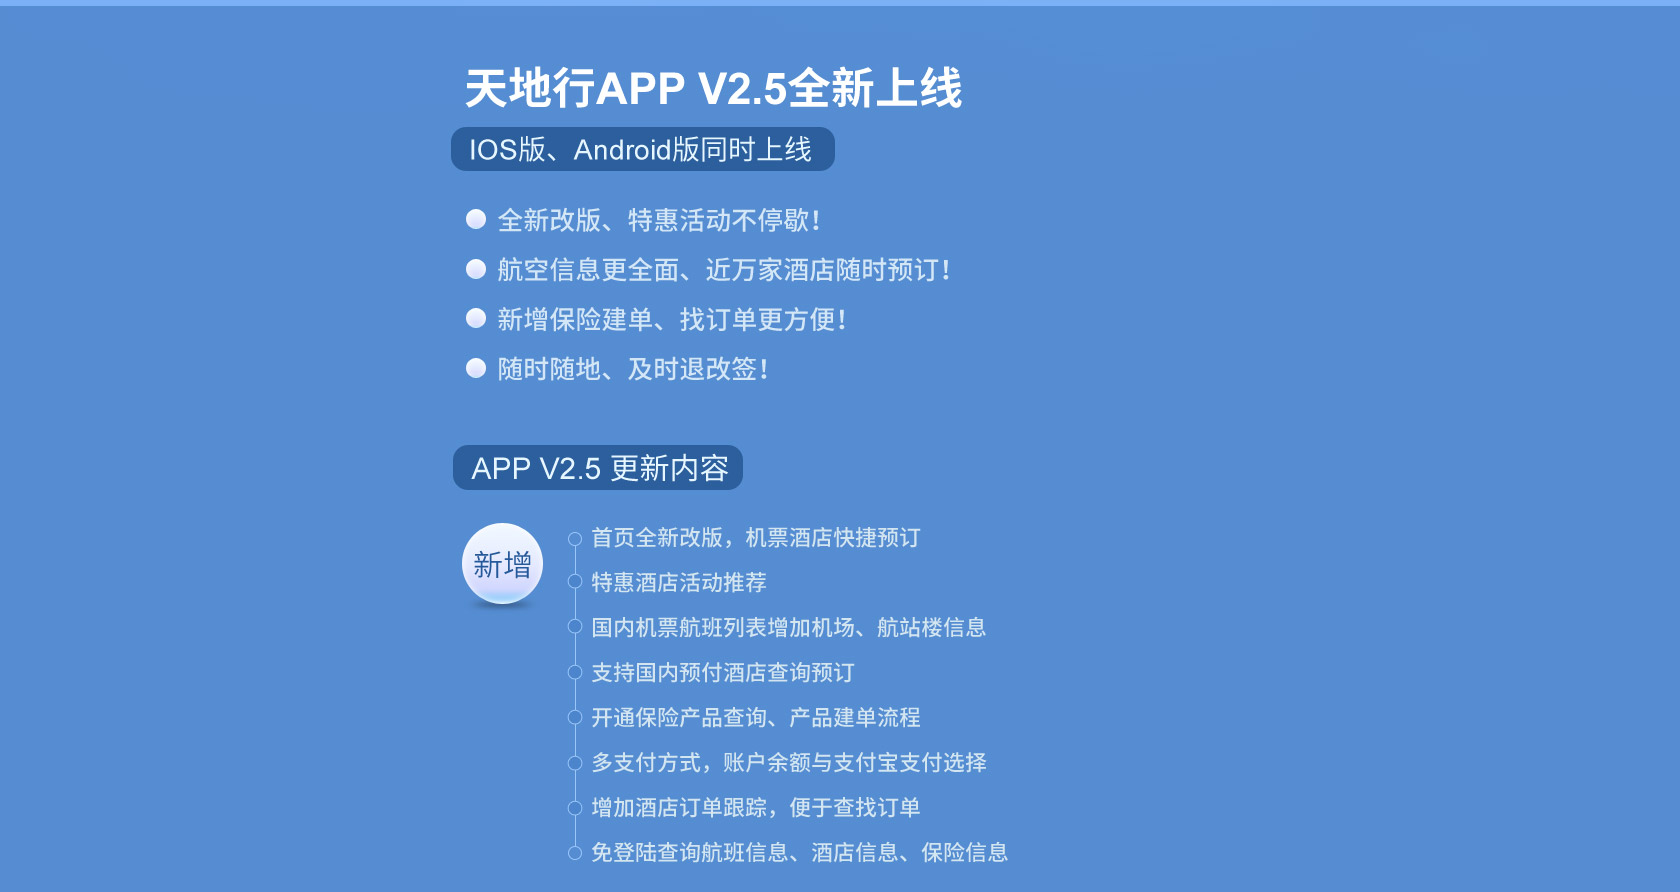 天地行APP V2.5全新上线
IOS版、Android版同时上线
全新改版、特惠活动不停歇！
航空信息更全面、近万家酒店随时预订！
新增保险建单、找订单更方便！
随时随地、及时退改签！
APP V2.5 更新内容
新增
首页全新改版，机票酒店快捷预订
特惠酒店活动推荐
国内机票航班列表增加机场、航站楼信息
支持国内预付酒店查询预订
开通保险产品查询、产品建单流程
多支付方式，账户余额与支付宝支付选择
增加酒店订单跟踪，便于查找订单
免登陆查询航班信息、酒店信息、保险信息